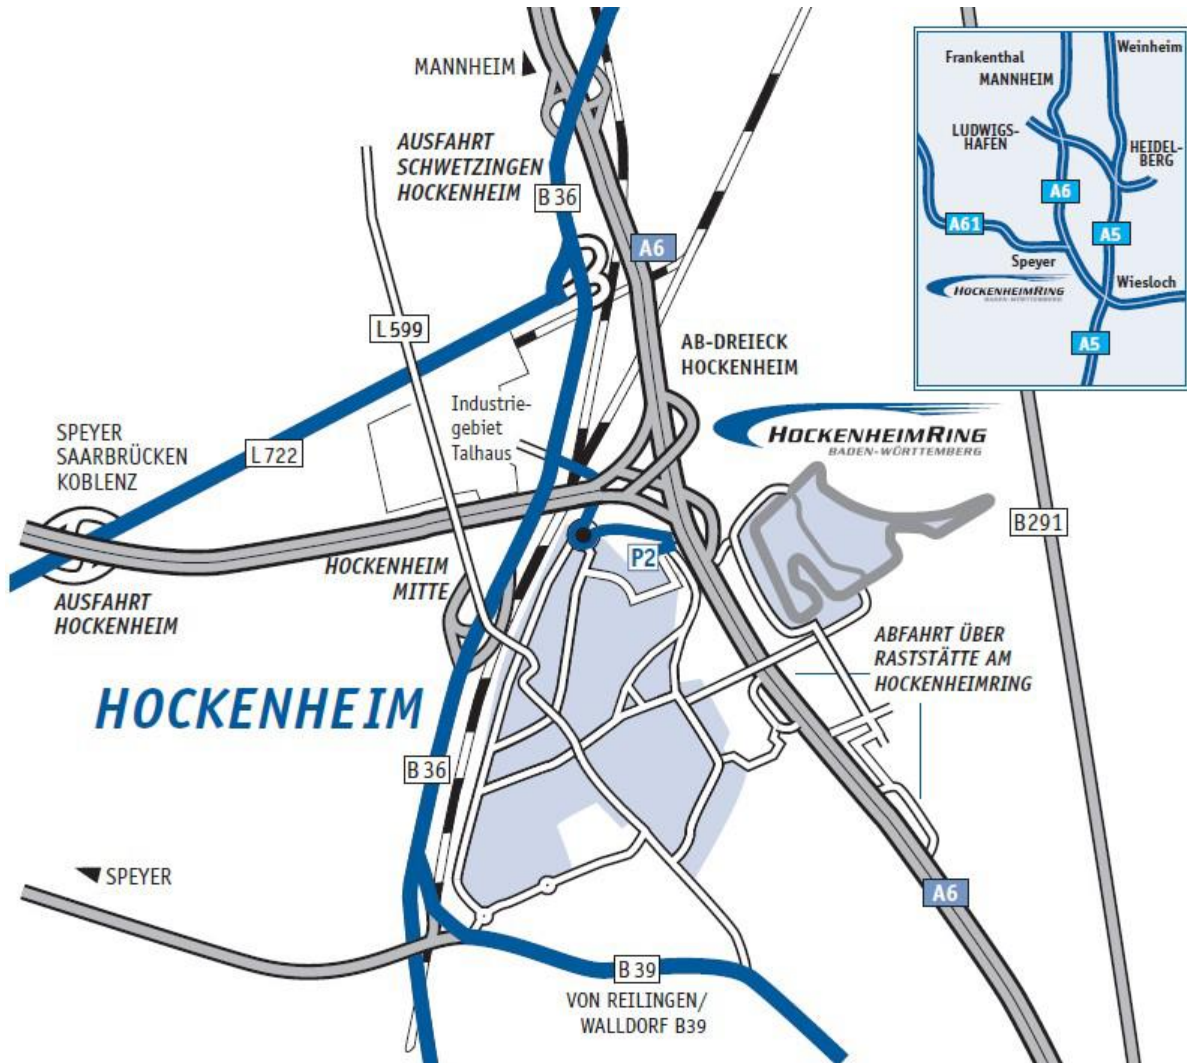 MANNHEIM
AUSFAHRT
SCHWETZINGEN
HOCKENHEIM
B 36
A6
L 599
AB-DREIECK
HOCKENHEIM
Industrie-
gebiet
Talhaus
SPEYER
SAARBRÜCKEN
KOBLENZ
L 722
HOCKENHEIMRING
BADEN-WÜRTTEMBERG
B291
P2
HOCKENHEIM
MITTE
AUSFAHRT
HOCKENHEIM
ABFAHRT ÜBER
RASTSTÄTTE AM
HOCKENHEIMRING
HOCKENHEIM
B 36
SPEYER
A6
B 39
VON REILINGEN/
WALLDORF B39
Weinheim
Frankenthal
MANNHEIM
LUDWIGS-
HAFEN
HEIDEL-
BERG
A6
A61
A5
Speyer
Wiesloch
HOCKENHEIMRING
BADEN-WÜRTTEMBERG
A5